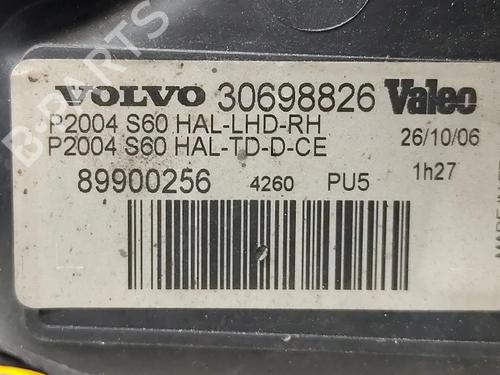 VOLVO 30698826 Valeo
P2004 S60 HAL-LHD-RH
P2004 S60 HAL-TD-D-CE
26/10/06
89900256 4260 PU5 1h27
B-PARTS